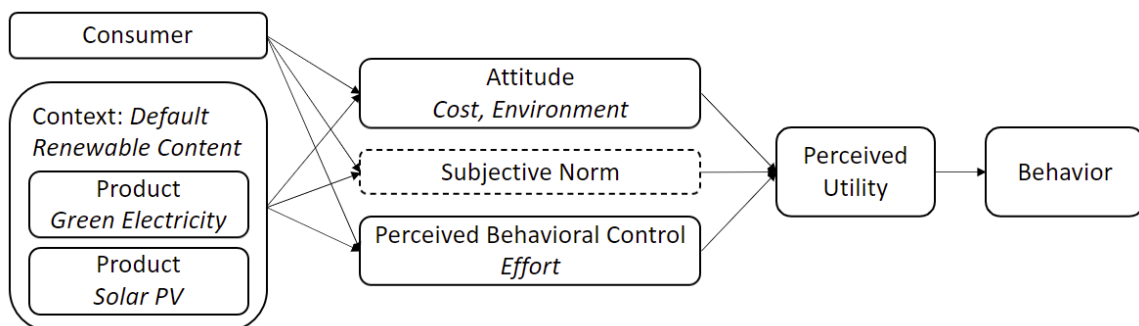 Consumer
Context: Default
Renewable Content
Product
Green Electricity
Product
Solar PV
Attitude
Cost, Environment
Subjective Norm
Perceived Behavioral Control
Effort
Perceived
Utility
Behavior